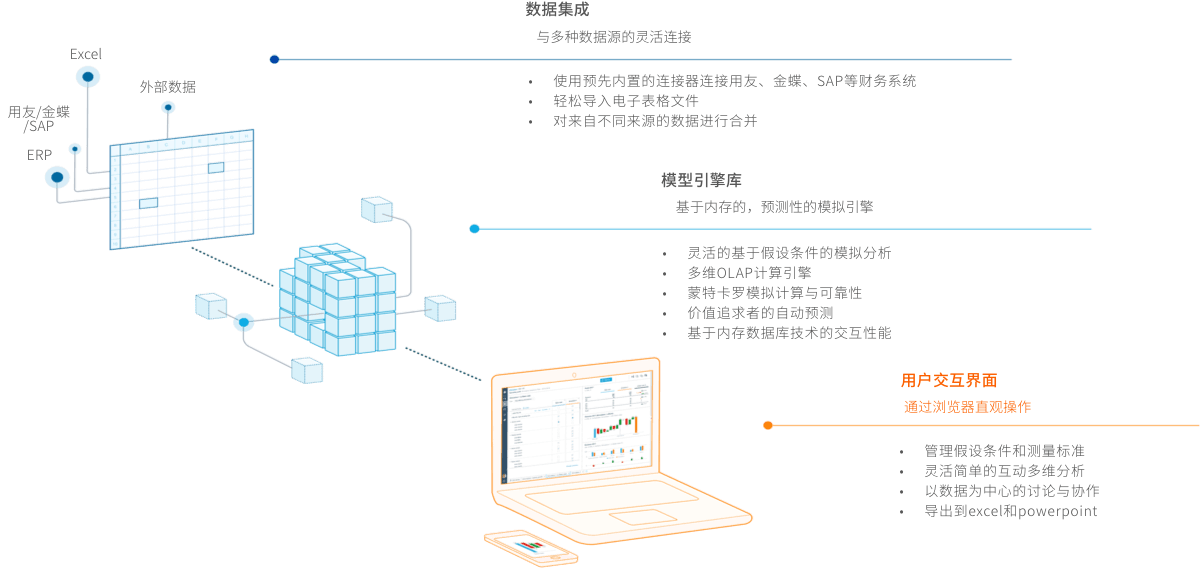 数据集成
与多种数据源的灵活连接
• 使用预先内置的连接器连接用友、金蝶、SAP等财务系统
• 轻松导入电子表格文件
• 对来自不同来源的数据进行合并
Excel
外部数据
用友/金蝶
/SAP
ERP
模型引擎库
基于内存的，预测性的模拟引擎
• 灵活的基于假设条件的模拟分析
• 多维OLAP计算引擎
• 蒙特卡罗模拟计算与可靠性
• 价值追求者的自动预测
• 基于内存数据库技术的交互性能
用户交互界面
通过浏览器直观操作
• 管理假设条件和测量标准
• 灵活简单的互动多维分析
• 以数据为中心的讨论与协作
• 导出到excel和powerpoint